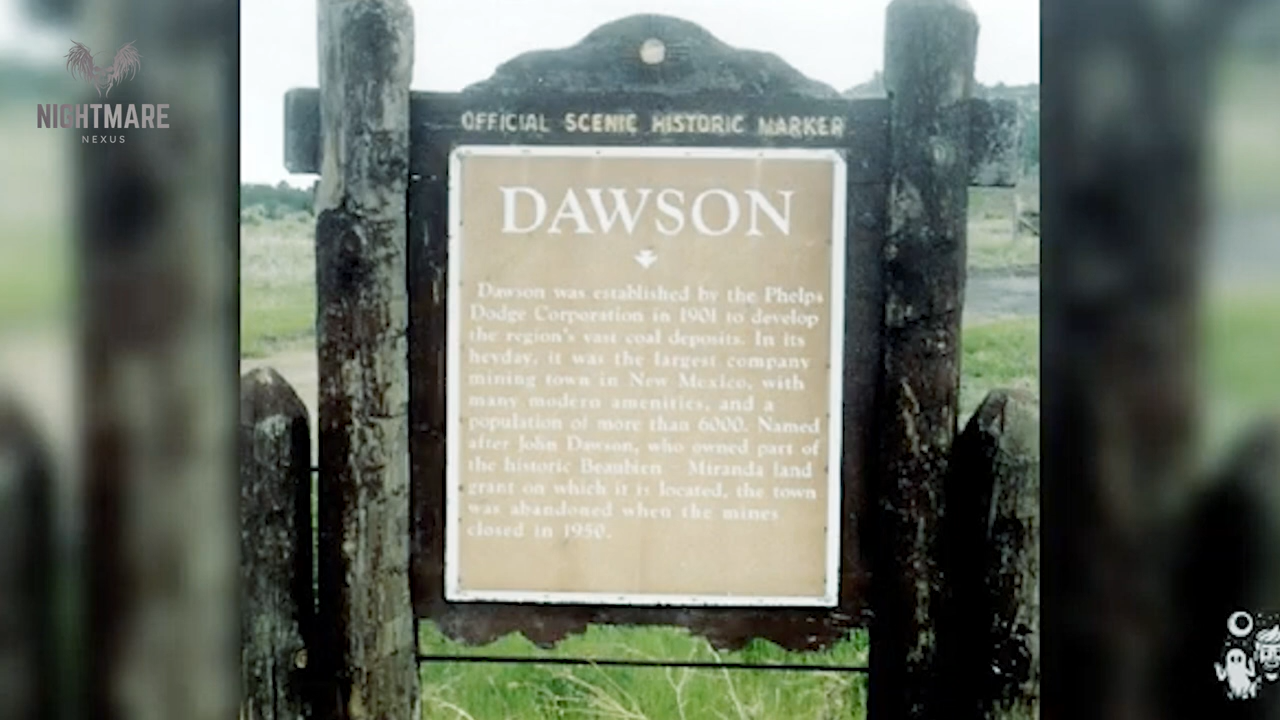 NIGHTMARE
NEXUS
OFFICIAL SCENIC HISTORIC MARKER
DAWSON
Dawson was established by the Phelps
Dodge Corporation in 1901 to develop
the region's vast coal deposits. In its
heyday, it was the largest company
mining town in New Mexico, with
many modern amenities, and a
population of more than 6000. Named
after John Dawson, who owned part of
the historic Beaubien - Miranda land
grant on which it is located, the town
was abandoned when the mines
closed in 1950.